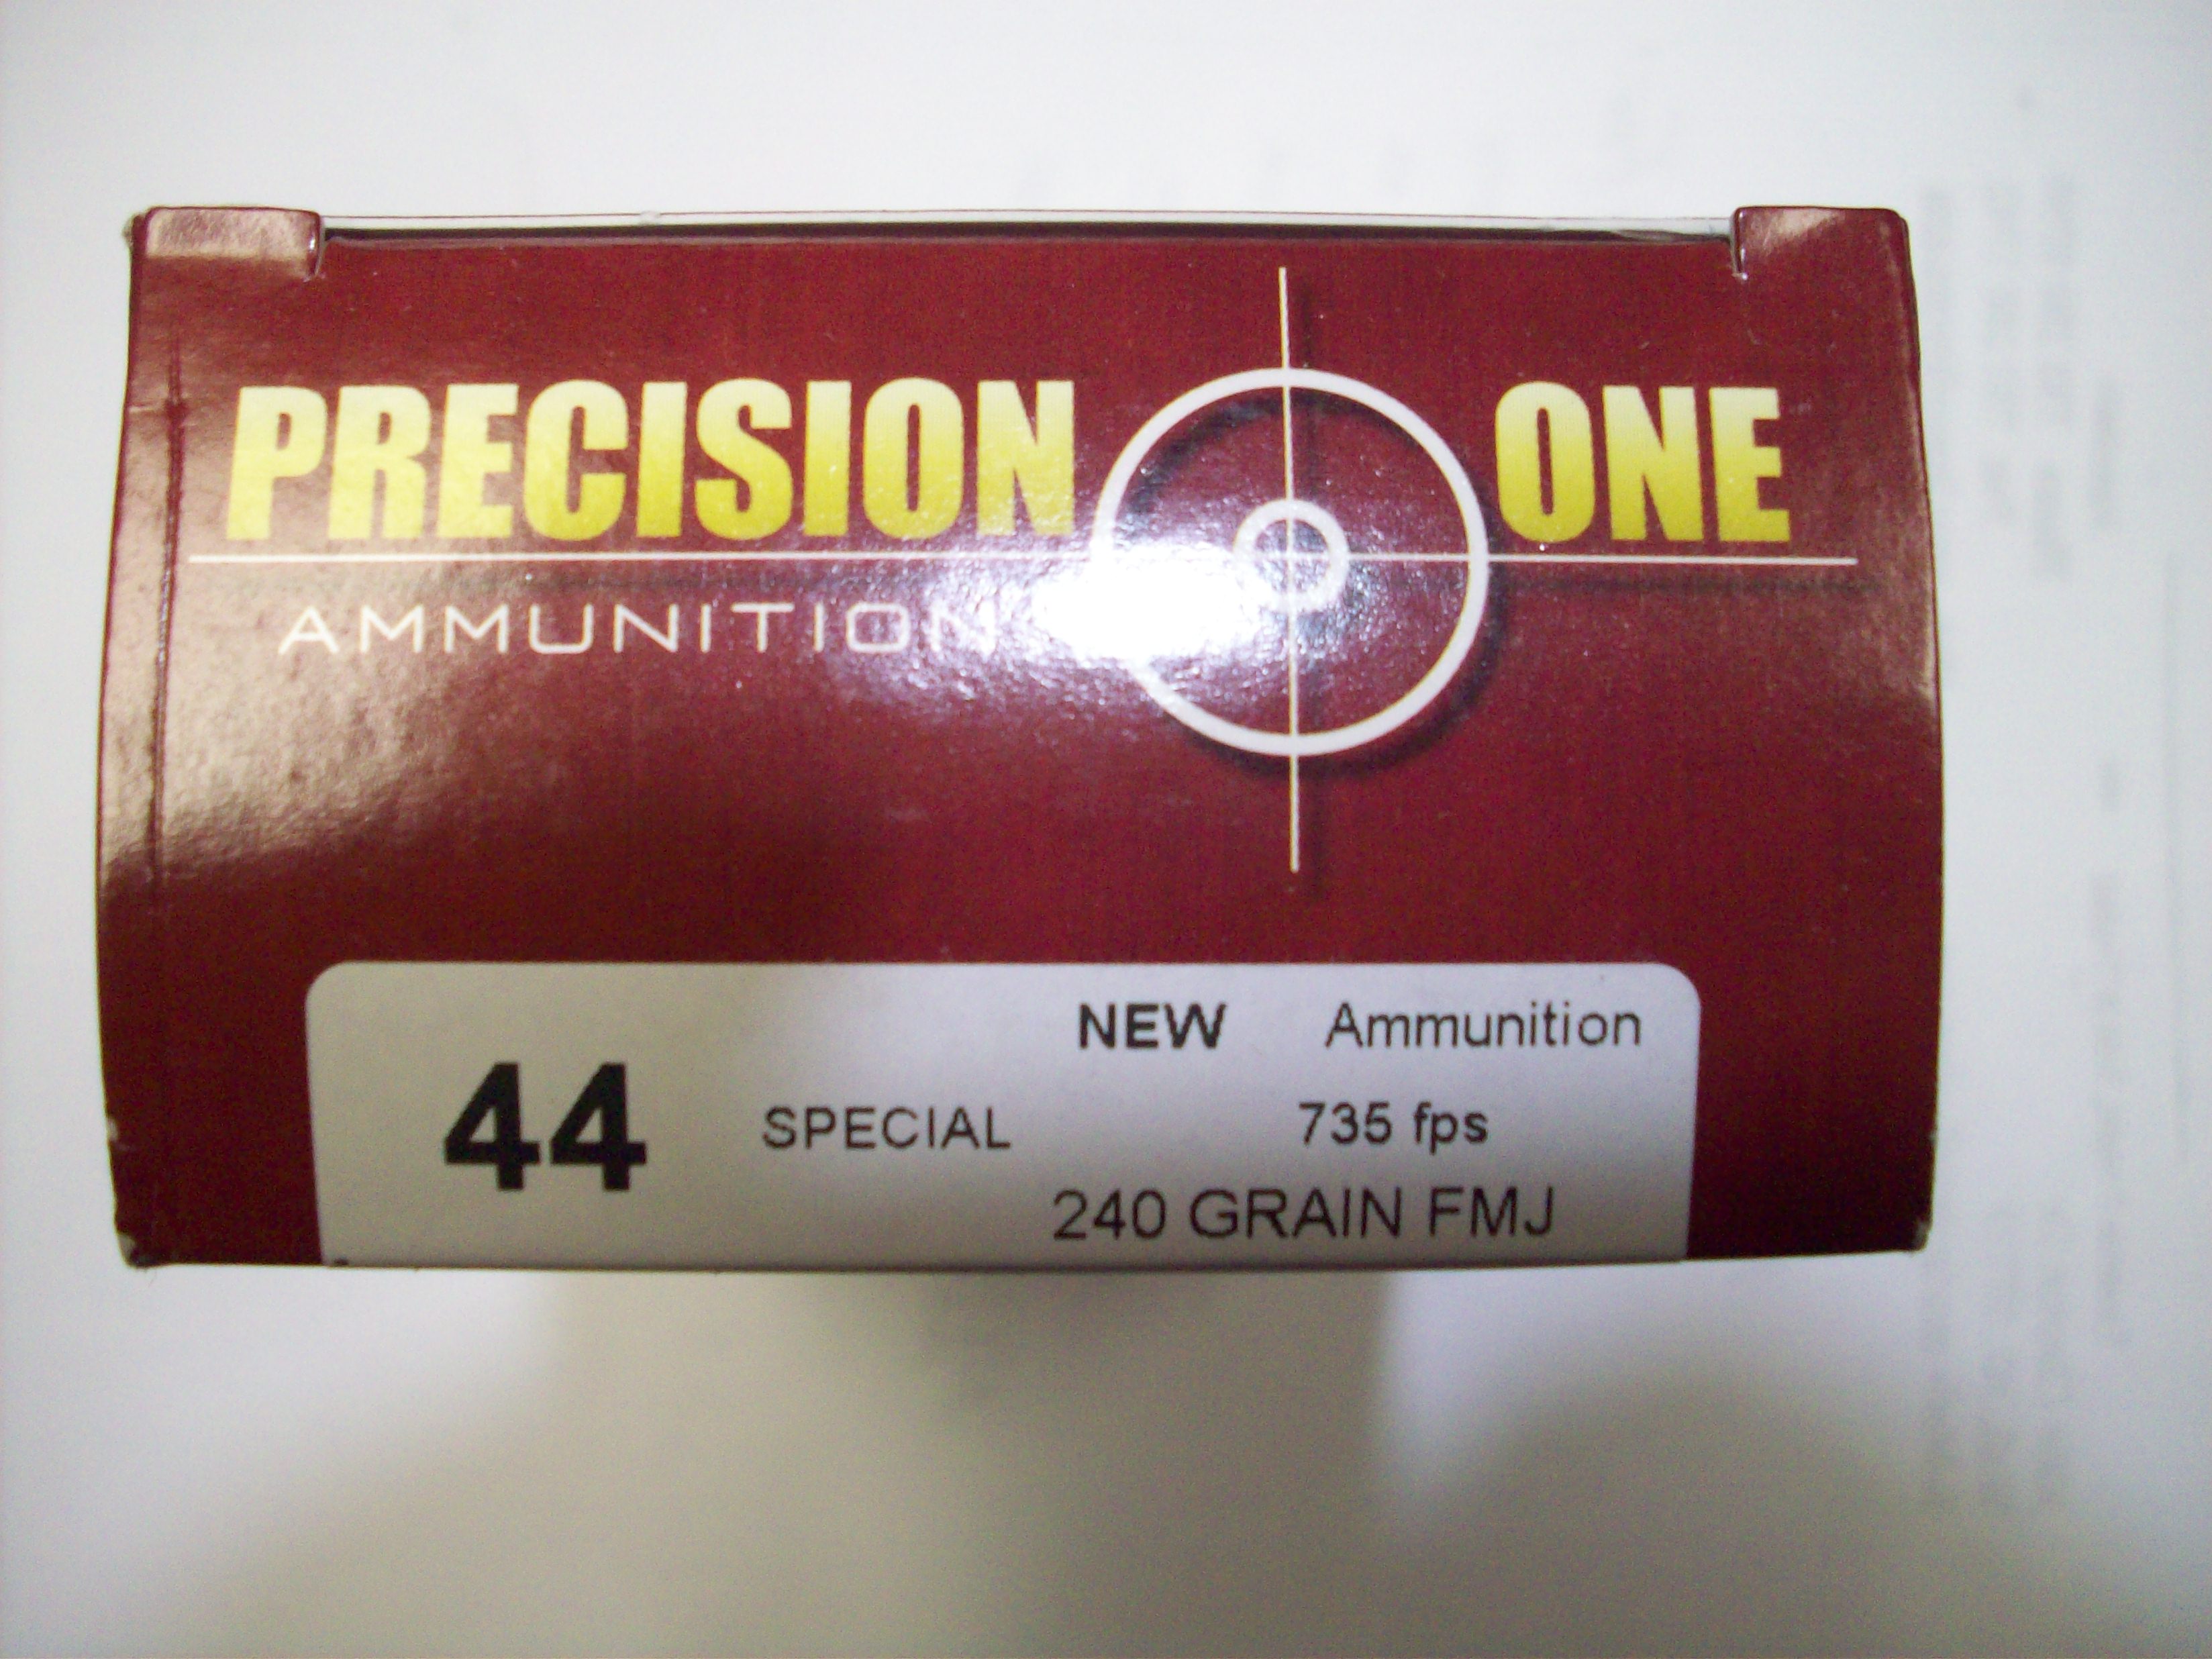 PRECISION ONE
AMMUNITION
NEW Ammunition
44 SPECIAL 735 fps
240 GRAIN FMJ